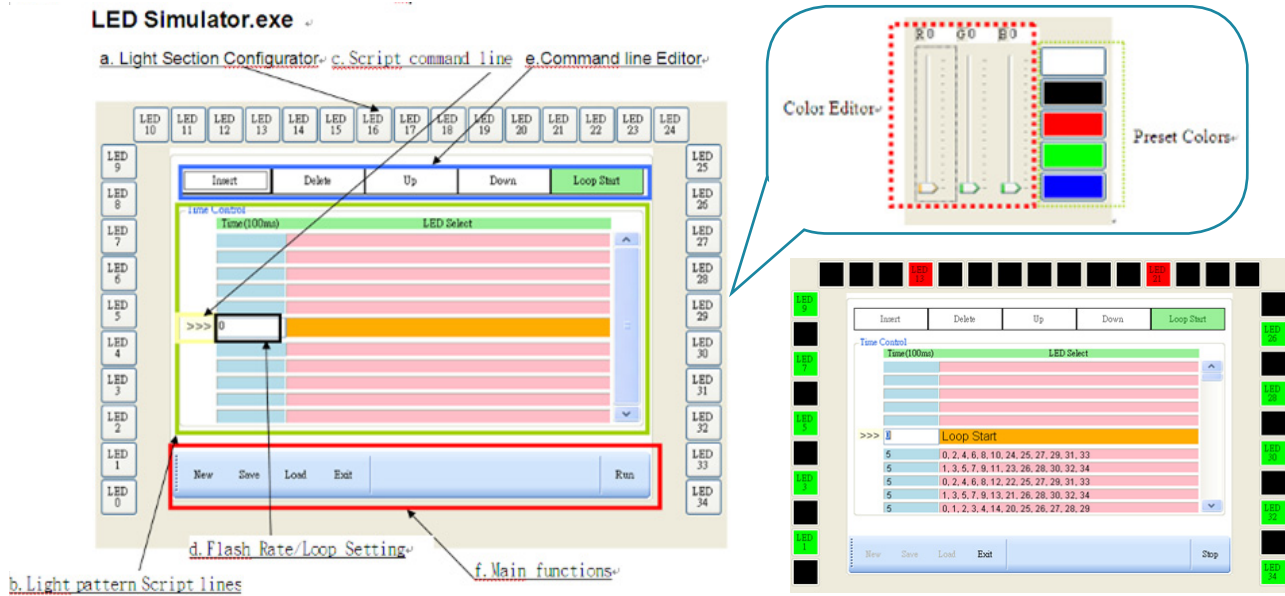 LED Simulator.exe
a. Light Section Configurator
c.Script command line
e.Command line Editor
LED 10
LED 11
LED 12
LED 13
LED 14
LED 15
LED 16
LED 17
LED 18
LED 19
LED 20
LED 21
LED 22
LED 23
LED 24
LED 9
LED 8
LED 7
LED 6
LED 5
LED 4
LED 3
LED 2
LED 1
LED 0
Insert
Delete
Up
Down
Loop Start
Time Control
Time(100ms)
LED Select
>>>
0
New
Save
Load
Exit
Run
LED 25
LED 26
LED 27
LED 28
LED 29
LED 30
LED 31
LED 32
LED 33
LED 34
d.Flash Rate/Loop Setting
f.Main functions
b.Light pattern Script lines
R 0
G 0
B 0
Color Editor
Preset Colors
LED 13
LED 21
LED 9
LED 7
LED 5
LED 3
LED 1
Insert
Delete
Up
Down
Loop Start
Time Control
Time(100ms)
LED Select
>>>
Loop Start
5 0, 2, 4, 6, 8, 10, 24, 25, 27, 29, 31, 33
5 1, 3, 5, 7, 9, 11, 23, 26, 28, 30, 32, 34
5 0, 2, 4, 6, 8, 12, 22, 25, 27, 29, 31, 33
5 1, 3, 5, 7, 9, 13, 21, 26, 28, 30, 32, 34
5 0, 1, 2, 3, 4, 14, 20, 25, 26, 27, 28, 29
New
Save
Load
Exit
Stop
LED 26
LED 28
LED 30
LED 32
LED 34